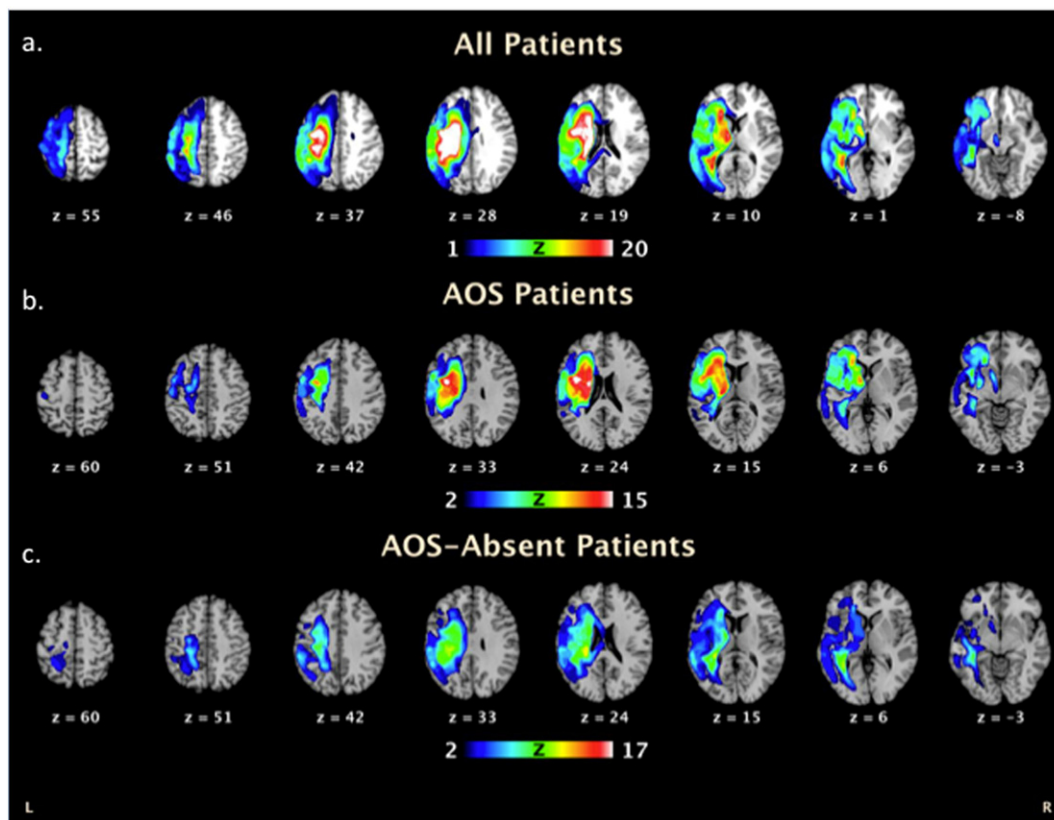 a.
All Patients
z = 55 z = 46 z = 37 z = 28 z = 19 z = 10 z = 1 z = -8
1 Z 20
b.
AOS Patients
z = 60 z = 51 z = 42 z = 33 z = 24 z = 15 z = 6 z = -3
2 Z 15
c.
AOS-Absent Patients
z = 60 z = 51 z = 42 z = 33 z = 24 z = 15 z = 6 z = -3
2 Z 17
L R